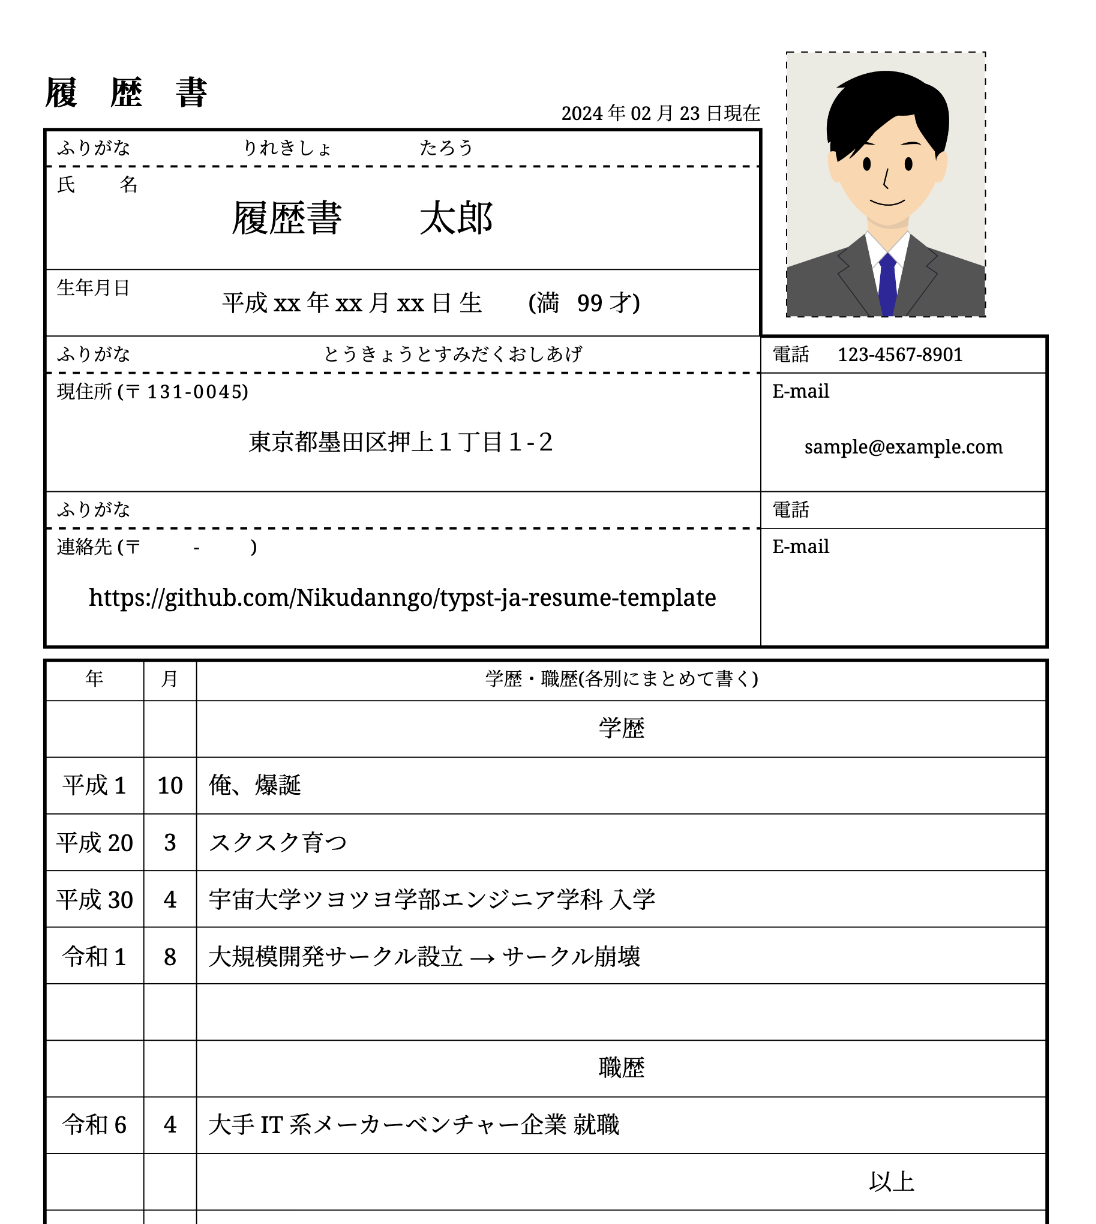 履 歴 書
2024 年 02 月 23 日現在
ふりがな りれきしょ たろう
氏 名
履歴書 太郎
生年月日
平成 xx 年 xx 月 xx 日 生 (満 99 才)
ふりがな とうきょうとすみだくおしあげ
電話 123-4567-8901
現住所 (〒 131-0045)
E-mail
東京都墨田区押上１丁目１-２
sample@example.com
ふりがな
電話
連絡先 (〒 - )
E-mail
https://github.com/Nikudanngo/typst-ja-resume-template
年 月 学歴・職歴(各別にまとめて書く)
学歴
平成 1 10 俺、爆誕
平成 20 3 スクスク育つ
平成 30 4 宇宙大学ツヨツヨ学部エンジニア学科 入学
令和 1 8 大規模開発サークル設立 → サークル崩壊
職歴
令和 6 4 大手 IT 系メーカーベンチャー企業 就職
以上